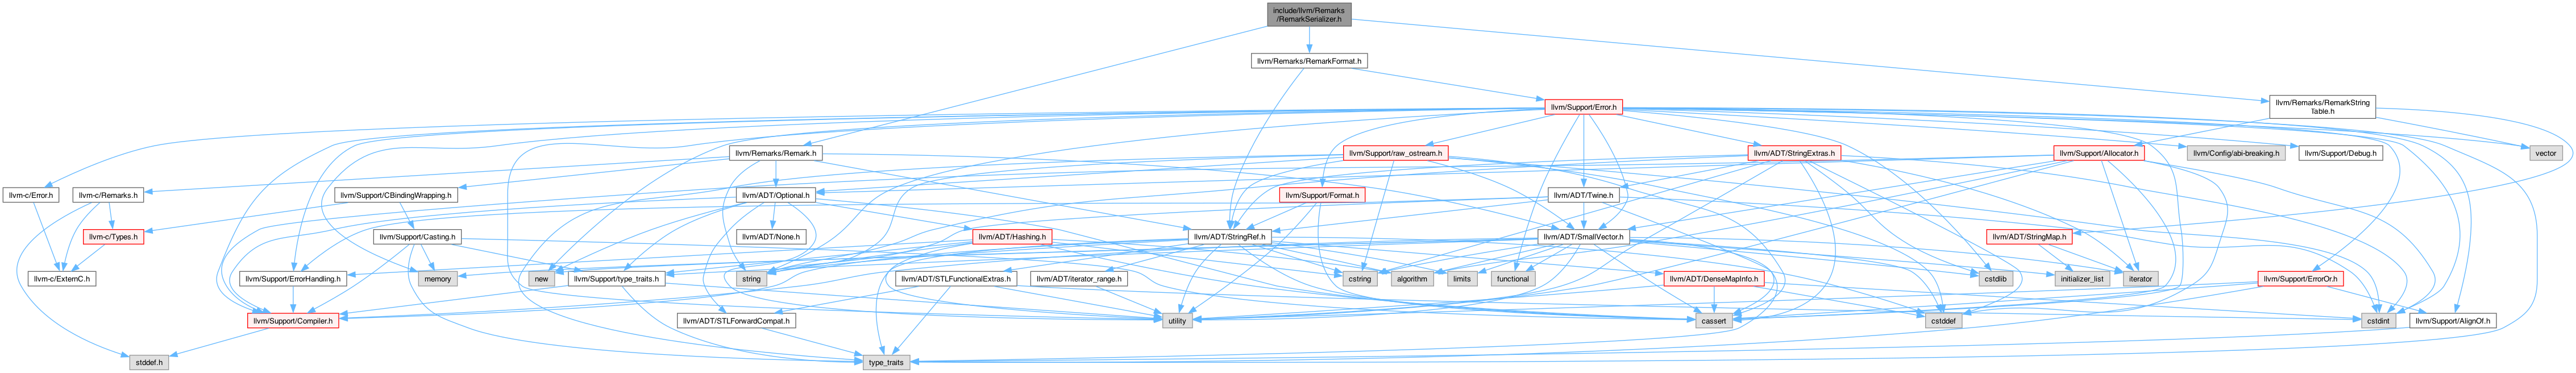 include/llvm/Remarks
/RemarkSerializer.h
llvm/Remarks/RemarkFormat.h
llvm/Support/Error.h
llvm/Remarks/RemarkString
Table.h
llvm/Remarks/Remark.h
llvm/Support/raw_ostream.h
llvm/ADT/StringExtras.h
llvm/Support/Allocator.h
llvm/Config/abi-breaking.h
llvm/Support/Debug.h
vector
llvm-c/Error.h
llvm-c/Remarks.h
llvm/Support/CBindingWrapping.h
llvm/ADT/Optional.h
llvm/Support/Format.h
llvm/ADT/Twine.h
llvm-c/Types.h
llvm/Support/Casting.h
llvm/ADT/None.h
llvm/ADT/Hashing.h
llvm/ADT/StringRef.h
llvm/ADT/SmallVector.h
llvm/ADT/StringMap.h
llvm-c/ExternC.h
llvm/Support/ErrorHandling.h
memory
new
llvm/Support/type_traits.h
string
llvm/ADT/STLFunctionalExtras.h
llvm/ADT/iterator_range.h
cstring
algorithm
limits
functional
llvm/ADT/DenseMapInfo.h
cstdlib
initializer_list
iterator
llvm/Support/ErrorOr.h
llvm/Support/Compiler.h
llvm/ADT/STLForwardCompat.h
utility
cassert
cstddef
cstdint
llvm/Support/AlignOf.h
stddef.h
type_traits